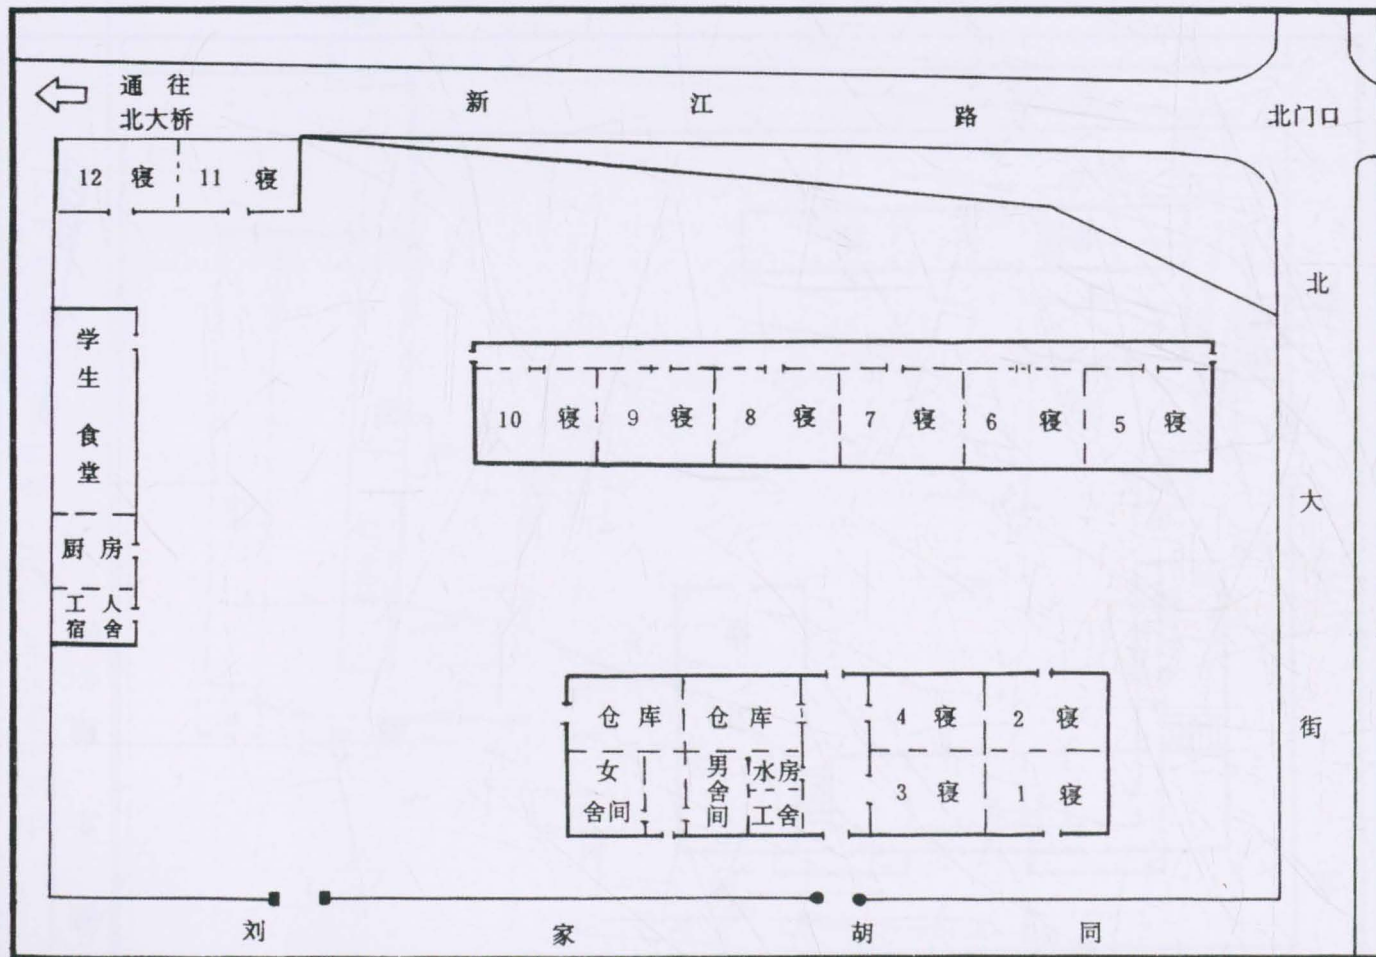 通 往
北大桥
新 江 路
北门口
12 寝
11 寝
北 大 街
学生食堂
10 寝
9 寝
8 寝
7 寝
6 寝
5 寝
厨 房
工 人
宿 舍
仓 库
仓 库
4 寝
2 寝
女
舍间
男舍间
水房
工舍
3 寝
1 寝
刘 家 胡 同